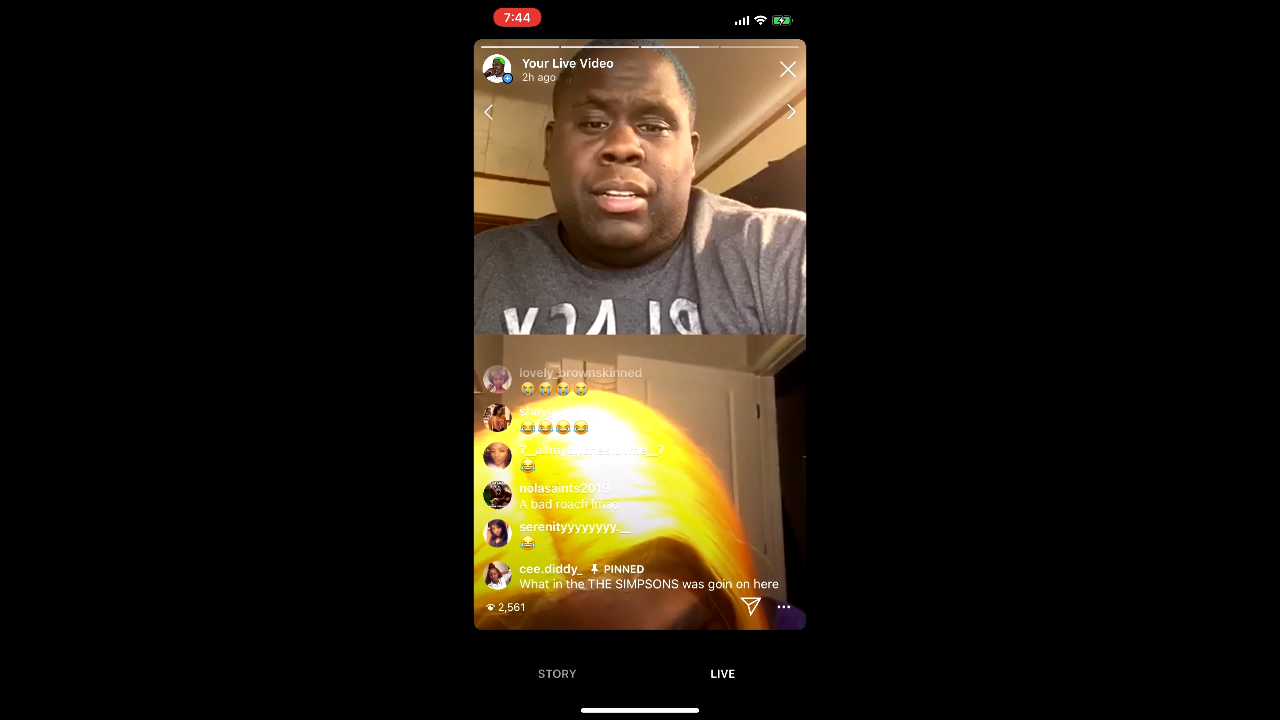 7:44
Your Live Video
2h ago
lovely_brownskinned
😭😭😭😭
😂😂😂😂
😂
nolasaints2019
A bad roach lmao
serenityyyyyyyy.__
😂
cee.diddy_ PINNED
What in the THE SIMPSONS was goin on here
2,561
STORY
LIVE